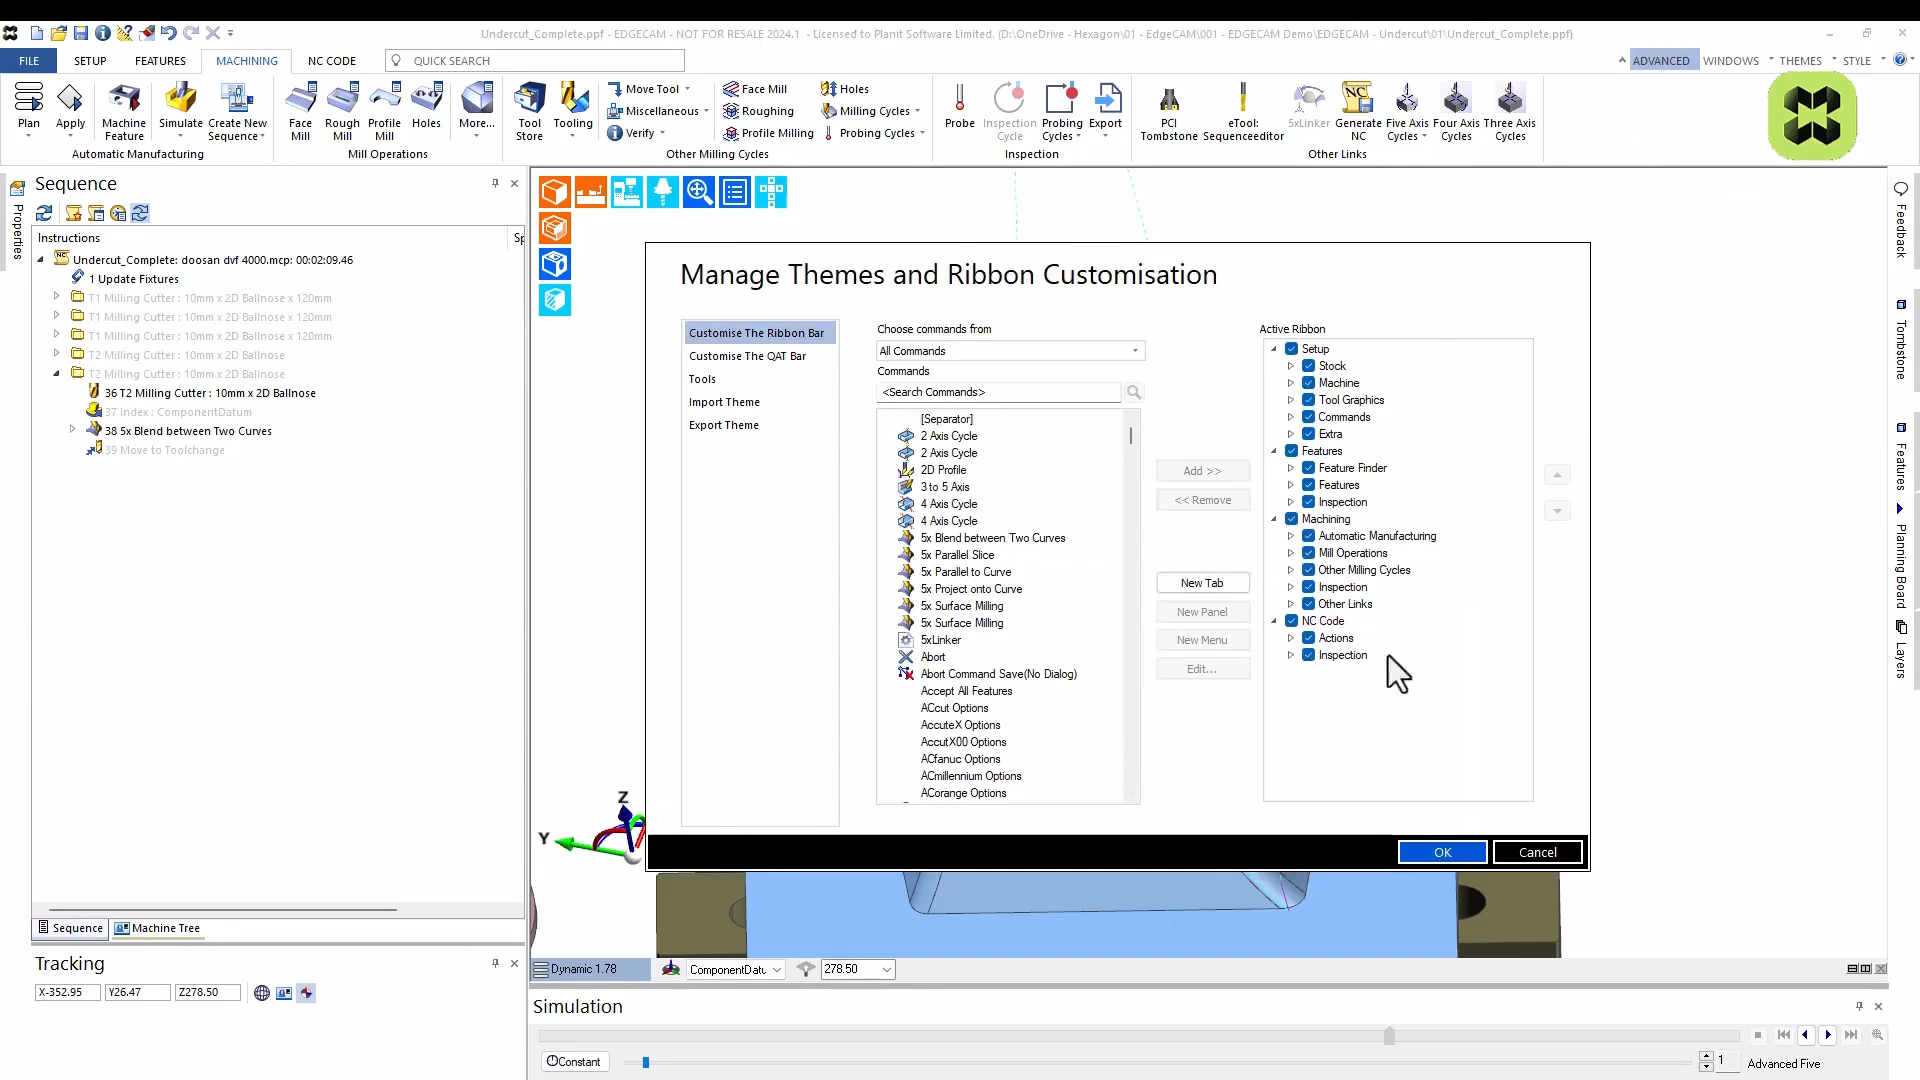 Undercut_Complete.ppf - EDGECAM - NOT FOR RESALE 2024.1 - Licensed to Planit Software Limited. (D:\OneDrive - Hexagon\01 - EdgeCAM\001 - EDGECAM Demo\EDGECAM - Undercut\01\Undercut_Complete.ppf)
FILE SETUP FEATURES MACHINING NC CODE QUICK SEARCH ADVANCED WINDOWS THEMES STYLE
Plan Apply Machine Feature Simulate Create New Sequence
Automatic Manufacturing
Face Mill Rough Mill Profile Mill Holes More...
Mill Operations
Tool Store Tooling
Move Tool Face Mill Holes
Miscellaneous Roughing Milling Cycles
Verify Profile Milling Probing Cycles
Other Milling Cycles
Probe Inspection Cycle Probing Cycles Export
Inspection
PCI Tombstone eTool: Sequenceeditor 5xLinker Generate NC Five Axis Cycles Four Axis Cycles Three Axis Cycles
Other Links
Properties
Sequence
Instructions Sp
Undercut_Complete: doosan dvf 4000.mcp: 00:02:09.46
1 Update Fixtures
T1 Milling Cutter : 10mm x 2D Ballnose x 120mm
T1 Milling Cutter : 10mm x 2D Ballnose x 120mm
T1 Milling Cutter : 10mm x 2D Ballnose x 120mm
T2 Milling Cutter : 10mm x 2D Ballnose
T2 Milling Cutter : 10mm x 2D Ballnose
36 T2 Milling Cutter : 10mm x 2D Ballnose
37 Index : ComponentDatum
38 5x Blend between Two Curves
39 Move to Toolchange
Sequence Machine Tree
Tracking
X-352.95 Y26.47 Z278.50
Manage Themes and Ribbon Customisation
Customise The Ribbon Bar
Customise The QAT Bar
Tools
Import Theme
Export Theme
Choose commands from
All Commands
Commands
<Search Commands>
[Separator]
2 Axis Cycle
2 Axis Cycle
2D Profile
3 to 5 Axis
4 Axis Cycle
4 Axis Cycle
5x Blend between Two Curves
5x Parallel Slice
5x Parallel to Curve
5x Project onto Curve
5x Surface Milling
5x Surface Milling
5xLinker
Abort
Abort Command Save(No Dialog)
Accept All Features
ACcut Options
AccuteX Options
AccutX00 Options
ACfanuc Options
ACmillennium Options
ACorange Options
Add >>
<< Remove
New Tab
New Panel
New Menu
Edit...
Active Ribbon
Setup
Stock
Machine
Tool Graphics
Commands
Extra
Features
Feature Finder
Features
Inspection
Machining
Automatic Manufacturing
Mill Operations
Other Milling Cycles
Inspection
Other Links
NC Code
Actions
Inspection
OK Cancel
Z
Y
Feedback
Tombstone
Features
Planning Board
Layers
Dynamic 1.78 ComponentDatu 278.50
Simulation
Constant 1 Advanced Five